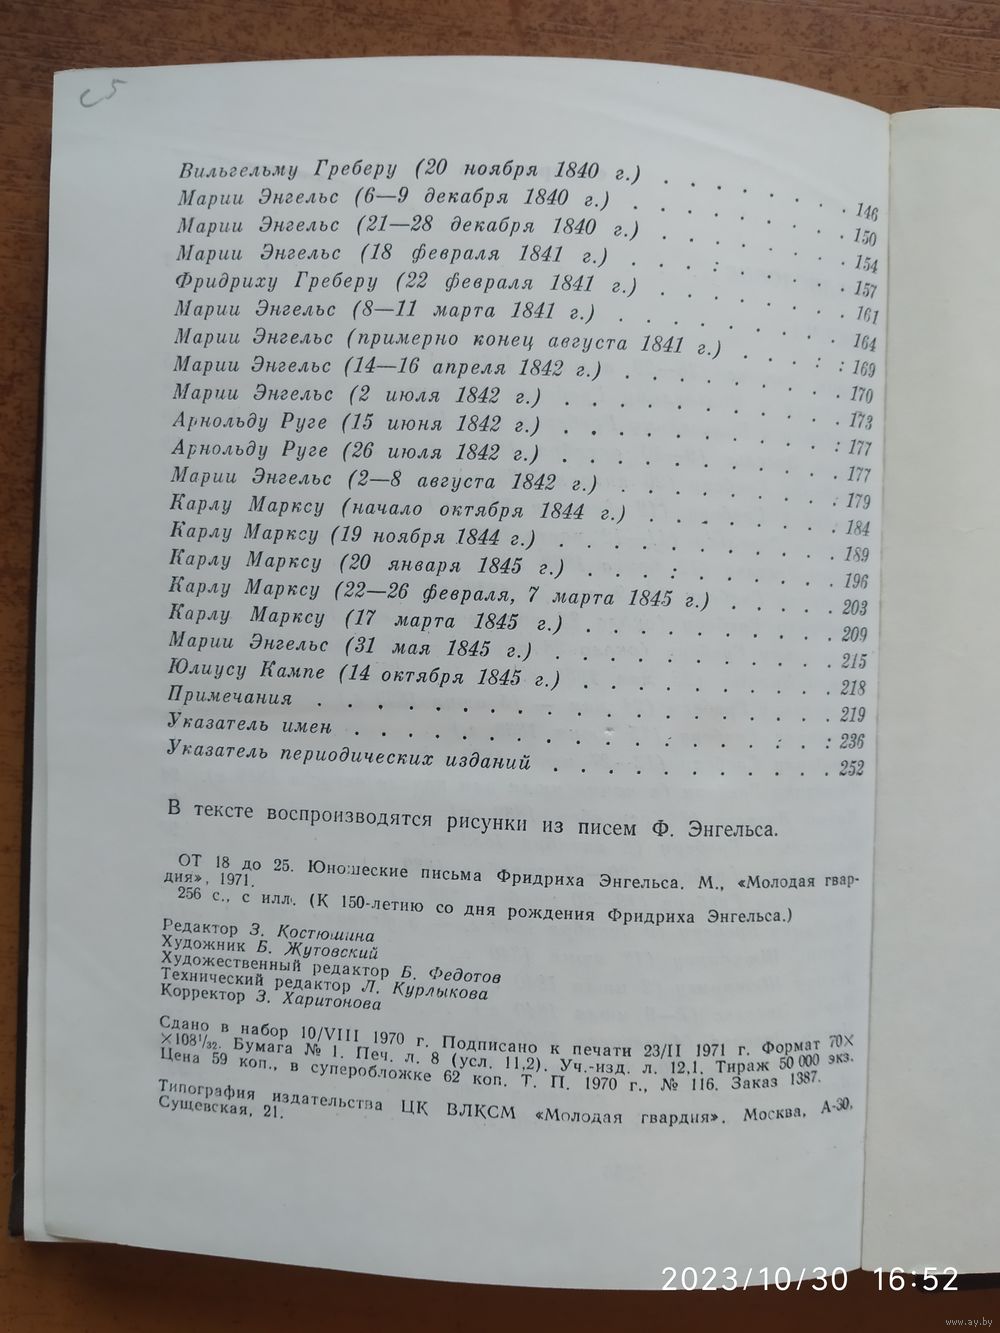 с5
Вильгельму Греберу (20 ноября 1840 г.) . . . . . . . . 146
Марии Энгельс (6—9 декабря 1840 г.) . . . . . . . . 150
Марии Энгельс (21—28 декабря 1840 г.) . . . . . . . . 154
Марии Энгельс (18 февраля 1841 г.) . . . . . . . . 157
Фридриху Греберу (22 февраля 1841 г.) . . . . . . . . 161
Марии Энгельс (8—11 марта 1841 г.) . . . . . . . . 164
Марии Энгельс (примерно конец августа 1841 г.) . . . . . 169
Марии Энгельс (14—16 апреля 1842 г.) . . . . . . . . 170
Марии Энгельс (2 июля 1842 г.) . . . . . . . . . . 173
Арнольду Руге (15 июня 1842 г.) . . . . . . . . . . 177
Арнольду Руге (26 июля 1842 г.) . . . . . . . . . . 177
Марии Энгельс (2—8 августа 1842 г.) . . . . . . . . 179
Карлу Марксу (начало октября 1844 г.) . . . . . . . 184
Карлу Марксу (19 ноября 1844 г.) . . . . . . . . . . 189
Карлу Марксу (20 января 1845 г.) . . . . . . . . . 196
Карлу Марксу (22—26 февраля, 7 марта 1845 г.) . . . . . 203
Карлу Марксу (17 марта 1845 г.) . . . . . . . . . 209
Марии Энгельс (31 мая 1845 г.) . . . . . . . . . . 215
Юлиусу Кампе (14 октября 1845 г.) . . . . . . . . . 218
Примечания . . . . . . . . . . . . . . . . . . 219
Указатель имен . . . . . . . . . . . . . . . . . 236
Указатель периодических изданий . . . . . . . . . . 252
В тексте воспроизводятся рисунки из писем Ф. Энгельса.
ОТ 18 до 25. Юношеские письма Фридриха Энгельса. М., «Молодая гвар-
дия», 1971.
256 с., с илл. (К 150-летию со дня рождения Фридриха Энгельса.)
Редактор З. Костюшина
Художник Б. Жутовский
Художественный редактор Б. Федотов
Технический редактор Л. Курлыкова
Корректор З. Харитонова
Сдано в набор 10/VIII 1970 г. Подписано к печати 23/II 1971 г. Формат 70×
×108¹/₃₂. Бумага № 1. Печ. л. 8 (усл. 11,2). Уч.-изд. л. 12,1. Тираж 50 000 экз.
Цена 59 коп., в суперобложке 62 коп. Т. П. 1970 г., № 116. Заказ 1387.
Типография издательства ЦК ВЛКСМ «Молодая гвардия». Москва, А-30,
Сущевская, 21.
2023/10/30 16:52
www.ay.by